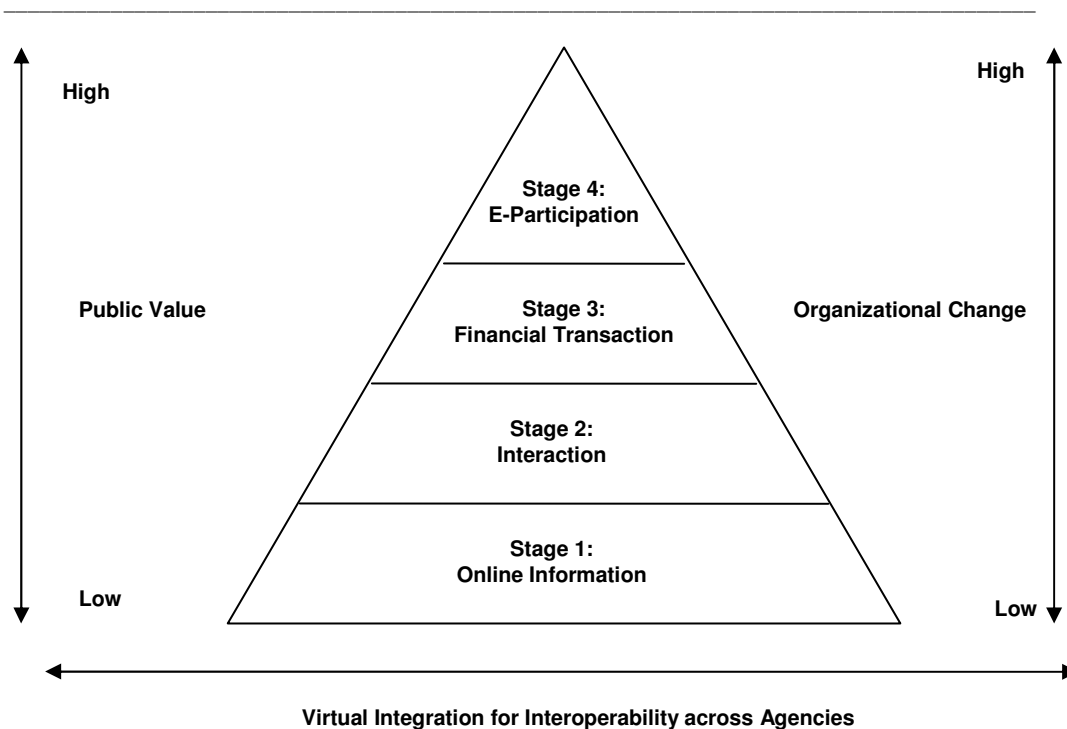 High
High
Stage 4:
E-Participation
Public Value
Stage 3:
Financial Transaction
Organizational Change
Stage 2:
Interaction
Stage 1:
Online Information
Low
Low
Virtual Integration for Interoperability across Agencies